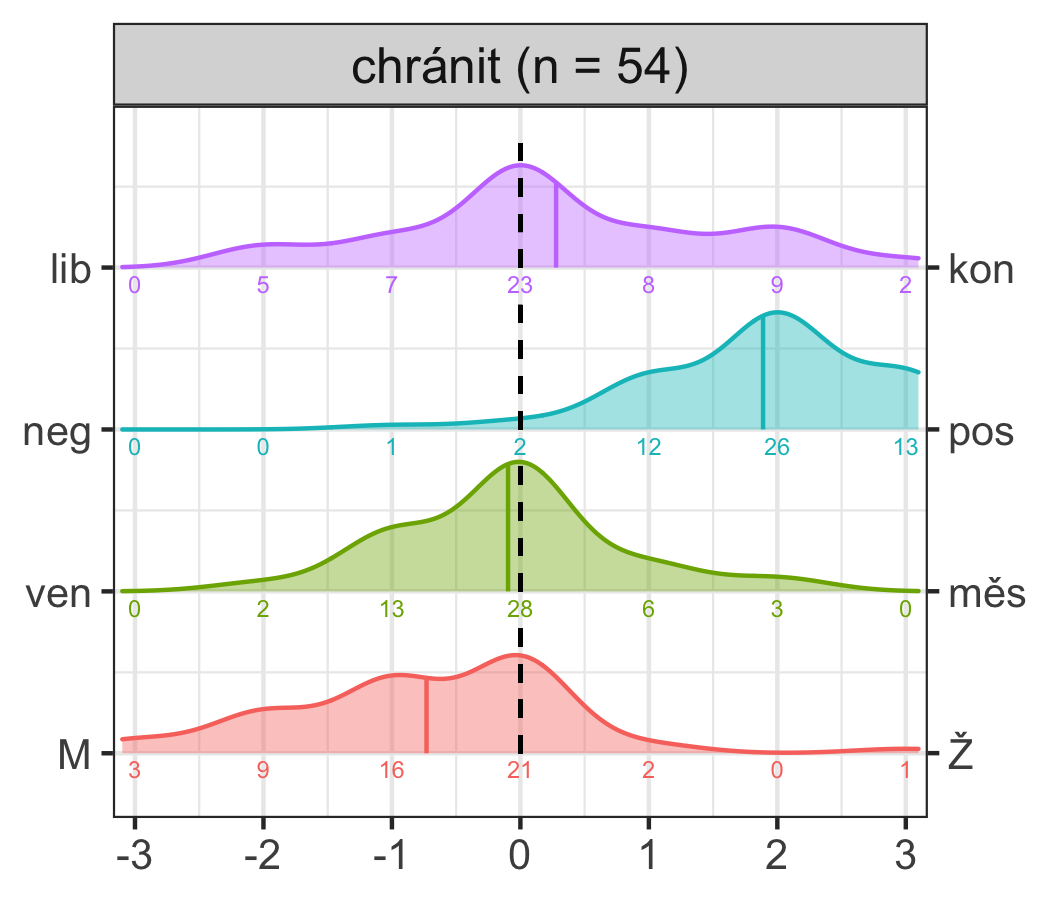 chránit (n = 54)
lib kon
0 5 7 23 8 9 2
neg pos
0 0 1 2 12 26 13
ven měs
0 2 13 28 6 3 0
M Ž
3 9 16 21 2 0 1
-3 -2 -1 0 1 2 3